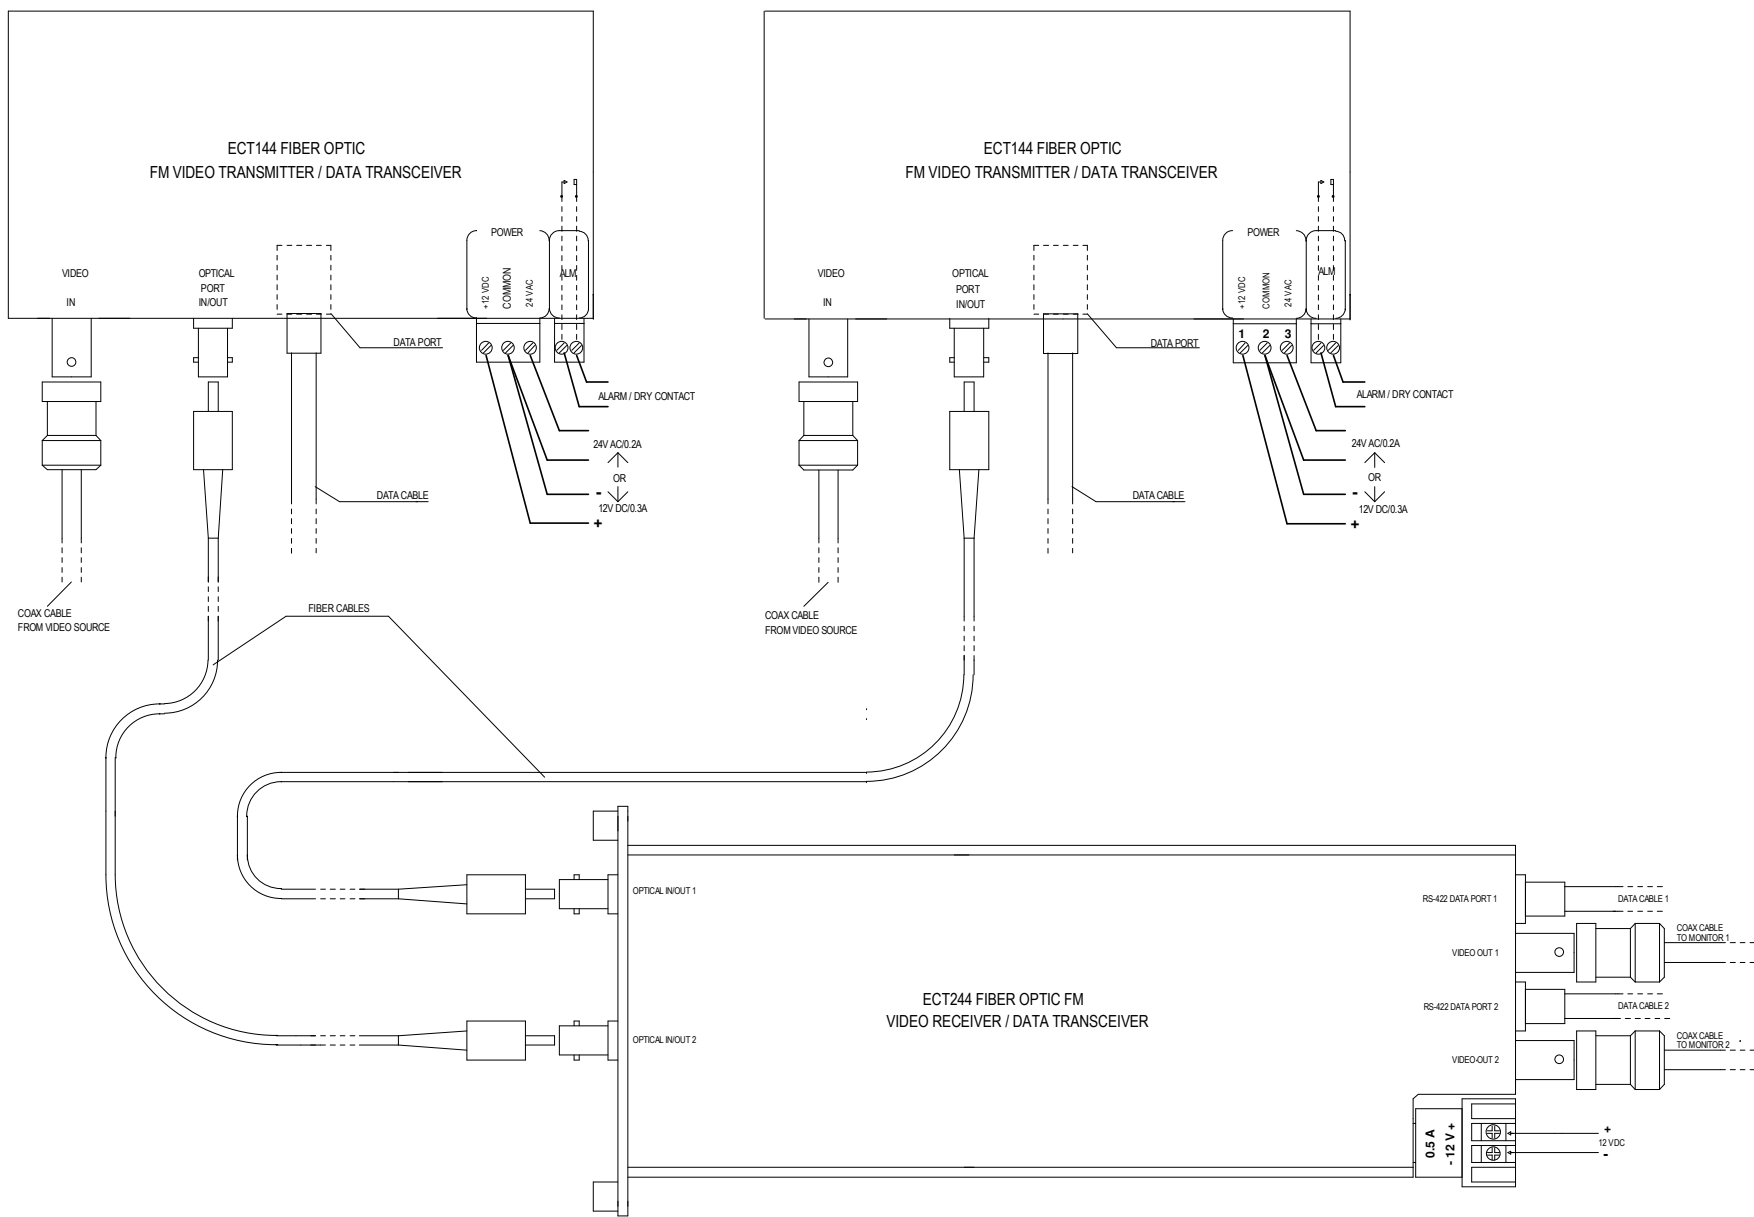 ECT144 FIBER OPTIC
FM VIDEO TRANSMITTER / DATA TRANSCEIVER
POWER
+12 VDC
COMMON
24 VAC
ALM
VIDEO
IN
OPTICAL
PORT
IN/OUT
DATA PORT
ALARM / DRY CONTACT
24V AC/0.2A
OR
-
12V DC/0.3A
+
DATA CABLE
COAX CABLE
FROM VIDEO SOURCE
FIBER CABLES
ECT144 FIBER OPTIC
FM VIDEO TRANSMITTER / DATA TRANSCEIVER
POWER
+12 VDC
COMMON
24 VAC
ALM
1 2 3
VIDEO
IN
OPTICAL
PORT
IN/OUT
DATA PORT
ALARM / DRY CONTACT
24V AC/0.2A
OR
-
12V DC/0.3A
+
DATA CABLE
COAX CABLE
FROM VIDEO SOURCE
OPTICAL IN/OUT 1
OPTICAL IN/OUT 2
ECT244 FIBER OPTIC FM
VIDEO RECEIVER / DATA TRANSCEIVER
RS-422 DATA PORT 1
DATA CABLE 1
VIDEO OUT 1
COAX CABLE
TO MONITOR 1
RS-422 DATA PORT 2
DATA CABLE 2
VIDEO OUT 2
COAX CABLE
TO MONITOR 2
0.5 A
- 12 V +
+
12 VDC
-